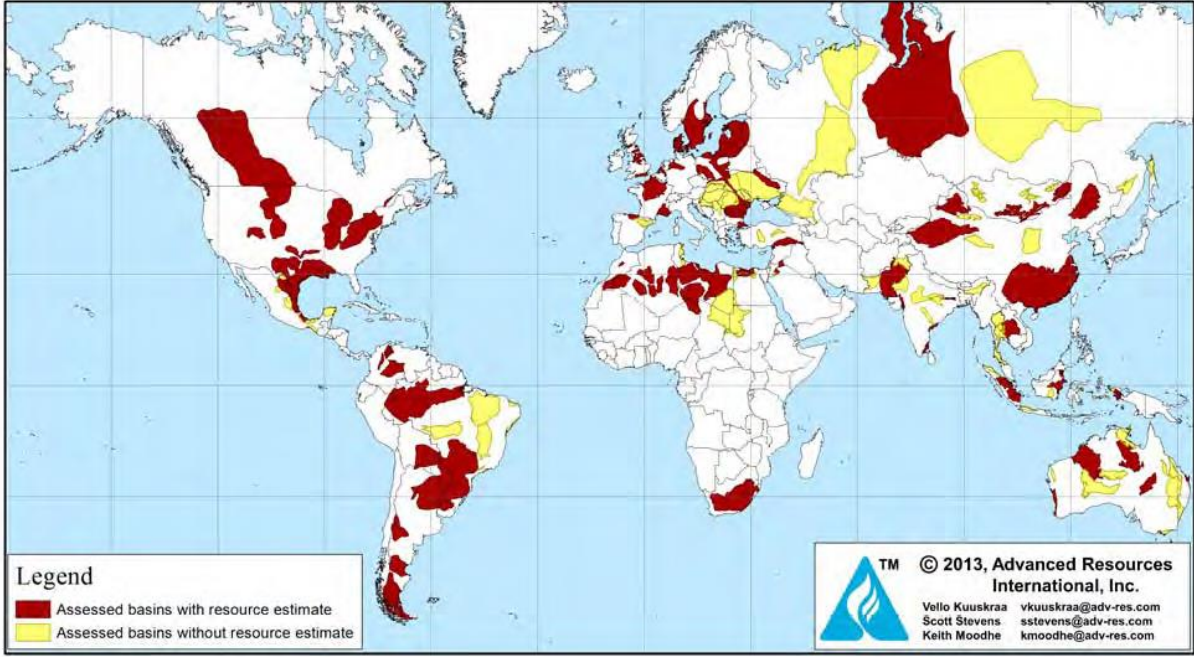 Legend
Assessed basins with resource estimate
Assessed basins without resource estimate
TM
© 2013, Advanced Resources
International, Inc.
Vello Kuuskraa vkuuskraa@adv-res.com
Scott Stevens sstevens@adv-res.com
Keith Moodhe kmoodhe@adv-res.com